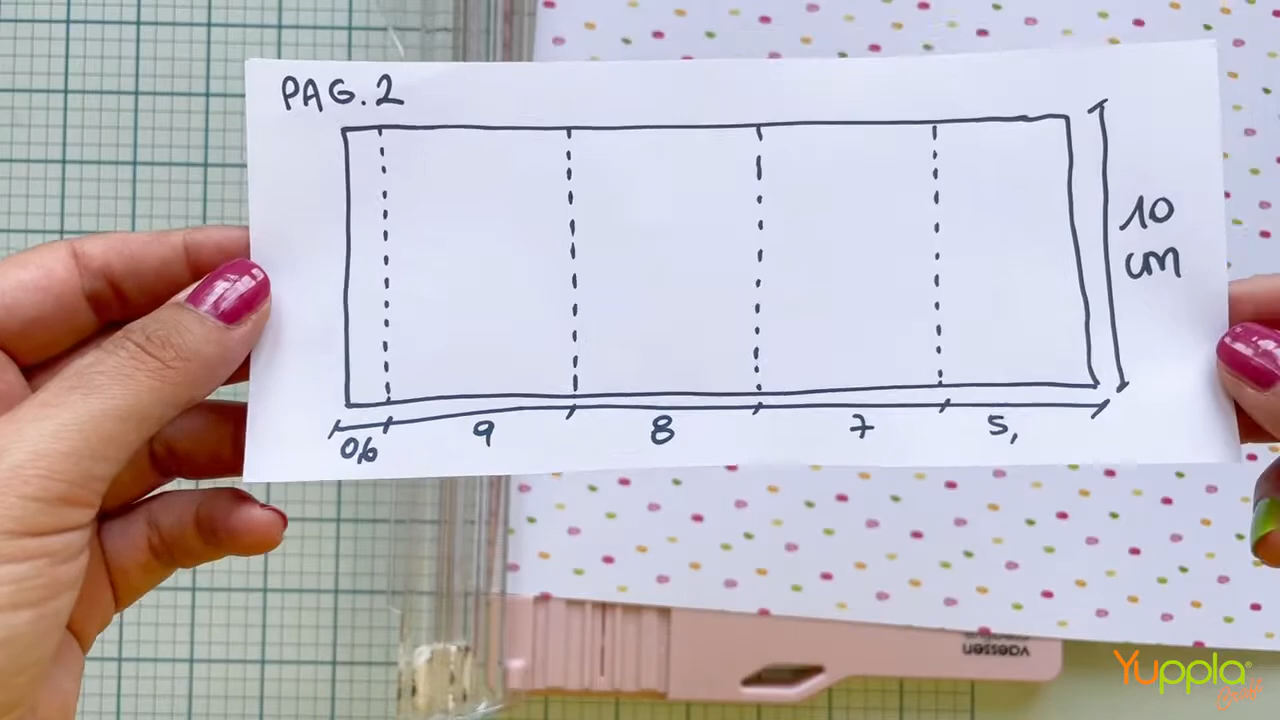 PAG. 2
10
cm
0,6 9 8 7 5,
vaessen
Yuppla
Craft!